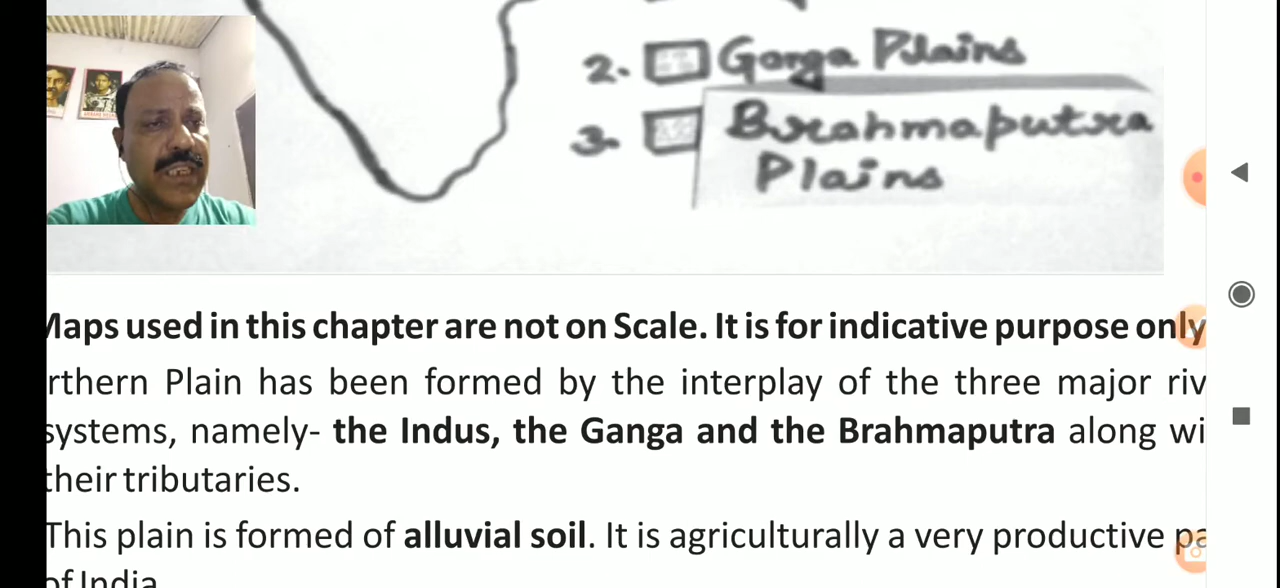 2. Ganga Plains
3. Brahmaputra
Plains
Maps used in this chapter are not on Scale. It is for indicative purpose only
rthern Plain has been formed by the interplay of the three major riv
systems, namely- the Indus, the Ganga and the Brahmaputra along wi
their tributaries.
This plain is formed of alluvial soil. It is agriculturally a very productive pa
of India